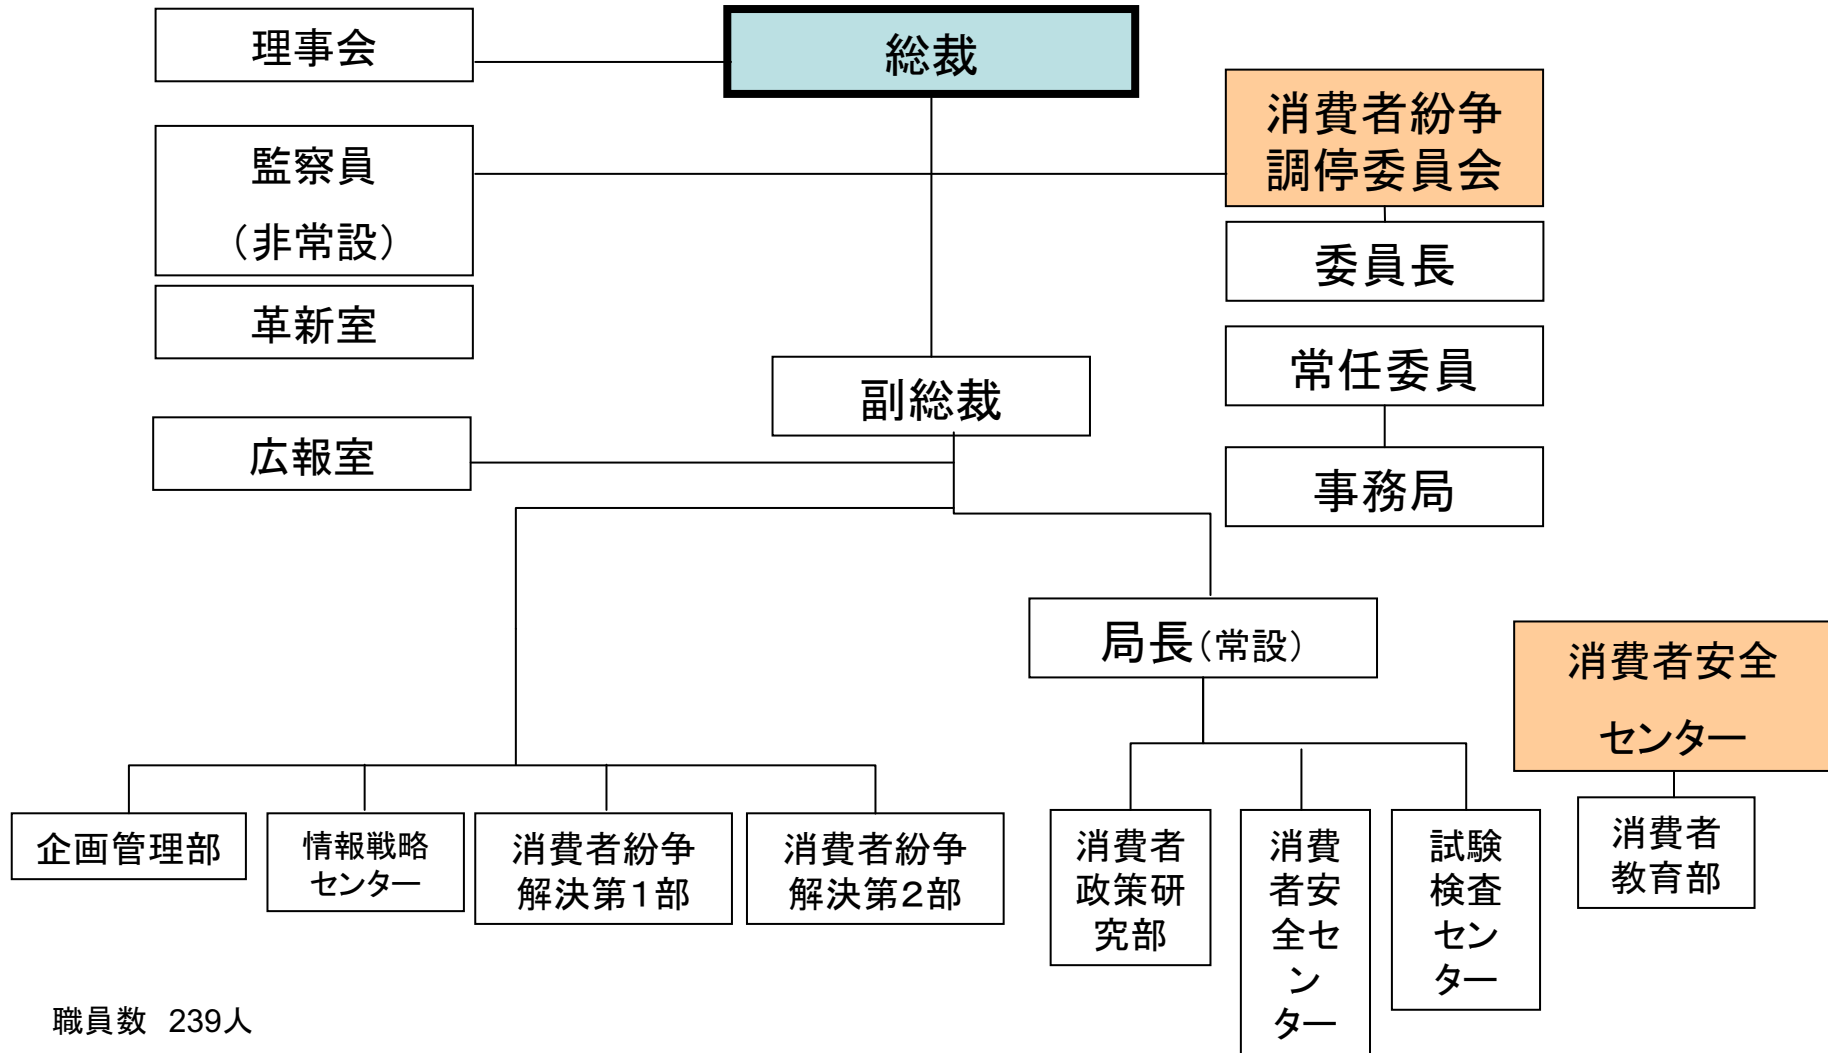 理事会
総裁
消費者紛争
調停委員会
監察員
（非常設）
委員長
革新室
常任委員
副総裁
広報室
事務局
局長（常設）
消費者安全
センター
企画管理部
情報戦略
センター
消費者紛争
解決第１部
消費者紛争
解決第２部
消費者
政策研
究部
消費
者安
全セ
ン
ター
試験
検査
セン
ター
消費者
教育部
職員数 239人